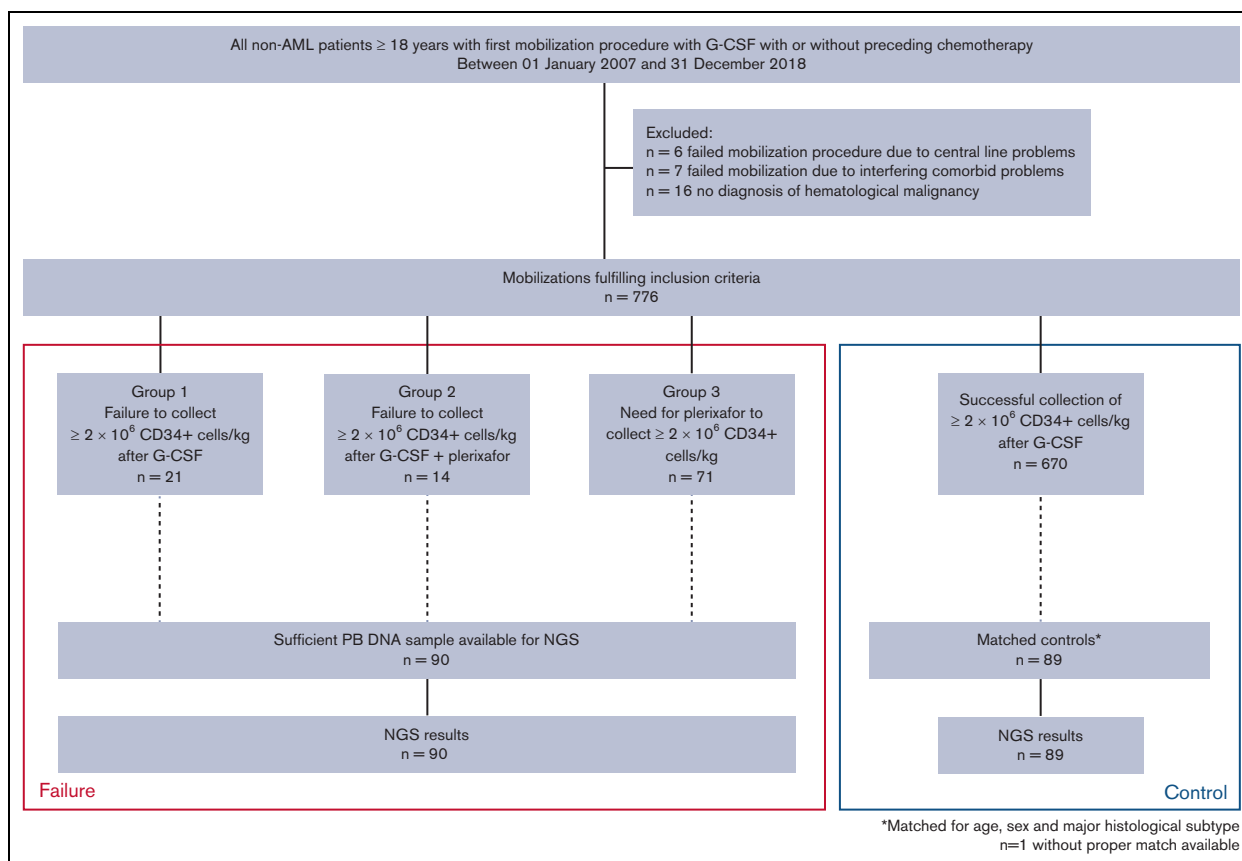 All non-AML patients ≥ 18 years with first mobilization procedure with G-CSF with or without preceding chemotherapy
Between 01 January 2007 and 31 December 2018
Excluded:
n = 6 failed mobilization procedure due to central line problems
n = 7 failed mobilization due to interfering comorbid problems
n = 16 no diagnosis of hematological malignancy
Mobilizations fulfilling inclusion criteria
n = 776
Group 1
Failure to collect
≥ 2 × 10⁶ CD34+ cells/kg
after G-CSF
n = 21
Group 2
Failure to collect
≥ 2 × 10⁶ CD34+ cells/kg
after G-CSF + plerixafor
n = 14
Group 3
Need for plerixafor to
collect ≥ 2 × 10⁶ CD34+
cells/kg
n = 71
Successful collection of
≥ 2 × 10⁶ CD34+ cells/kg
after G-CSF
n = 670
Sufficient PB DNA sample available for NGS
n = 90
Matched controls*
n = 89
NGS results
n = 90
NGS results
n = 89
Failure
Control
*Matched for age, sex and major histological subtype
n=1 without proper match available